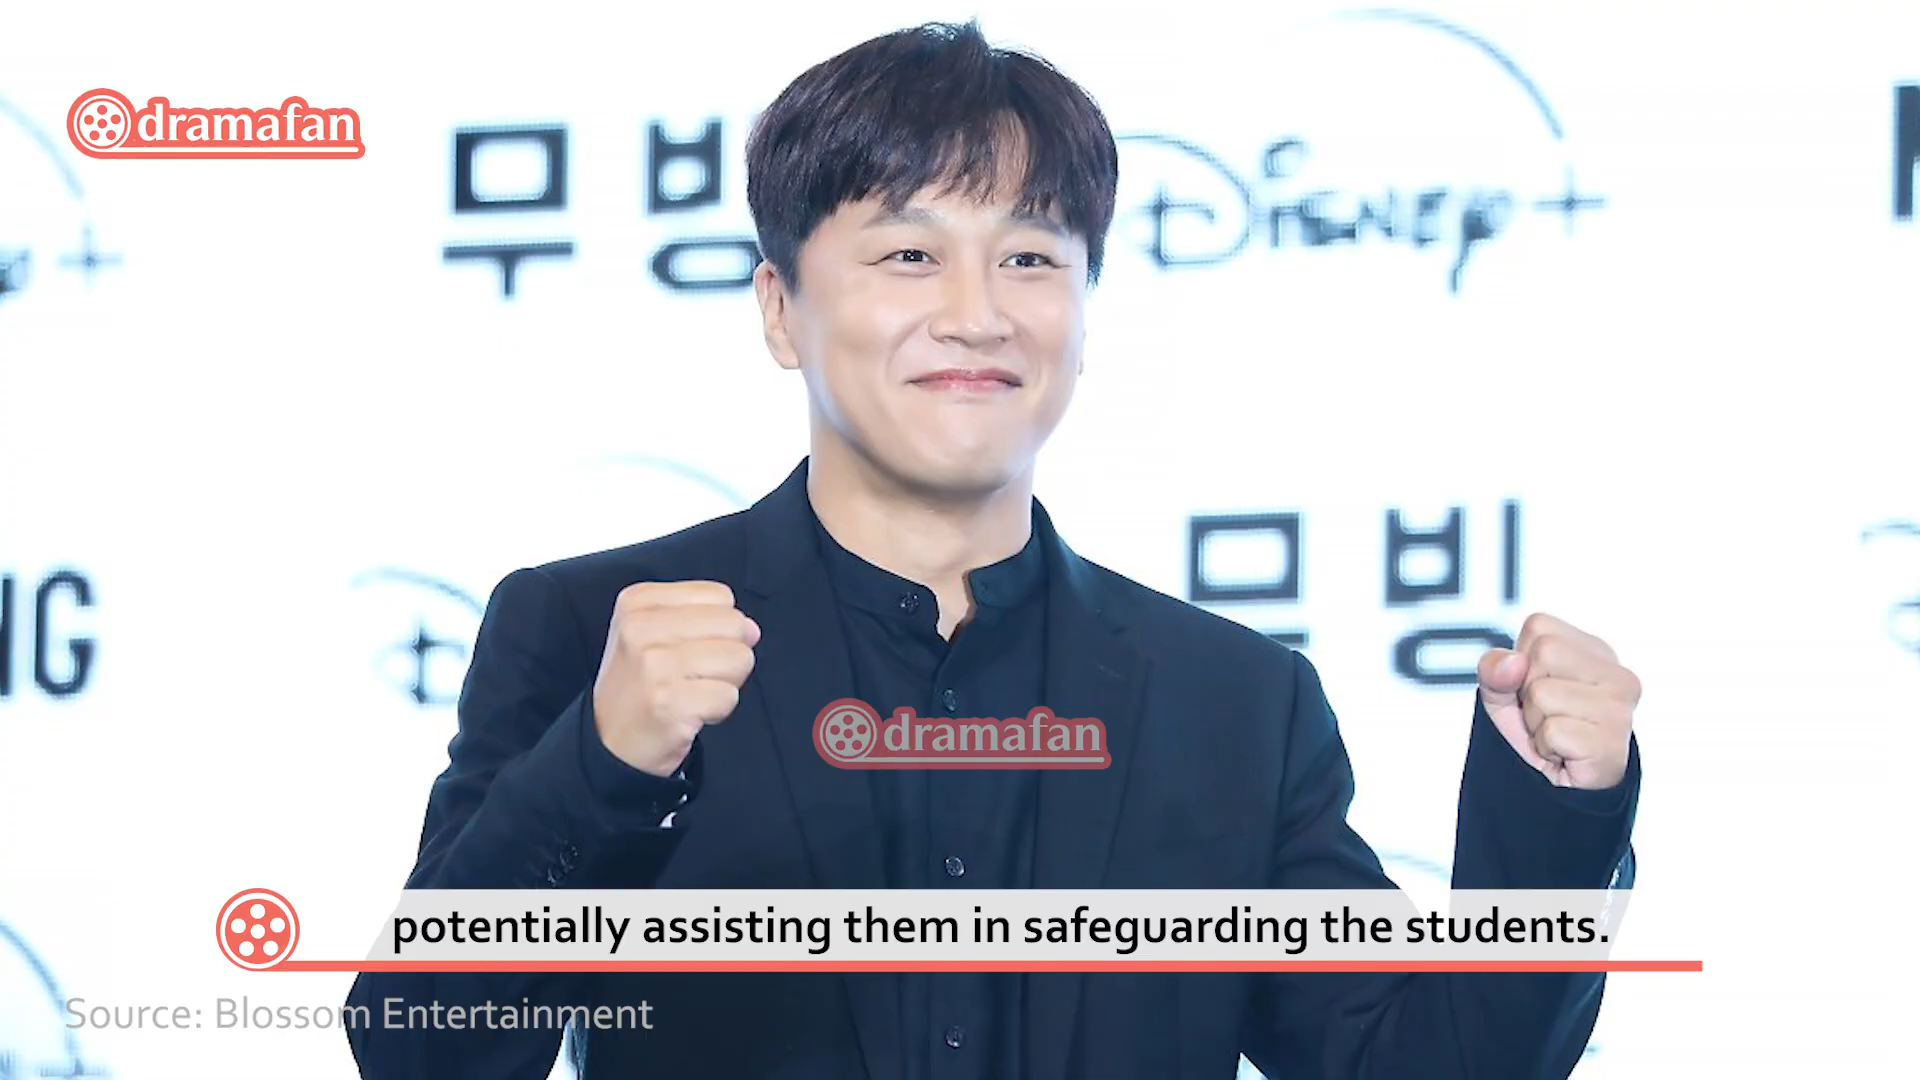 dramafan
무빙
Disney+
NG
무빙
dramafan
potentially assisting them in safeguarding the students.
Source: Blossom Entertainment